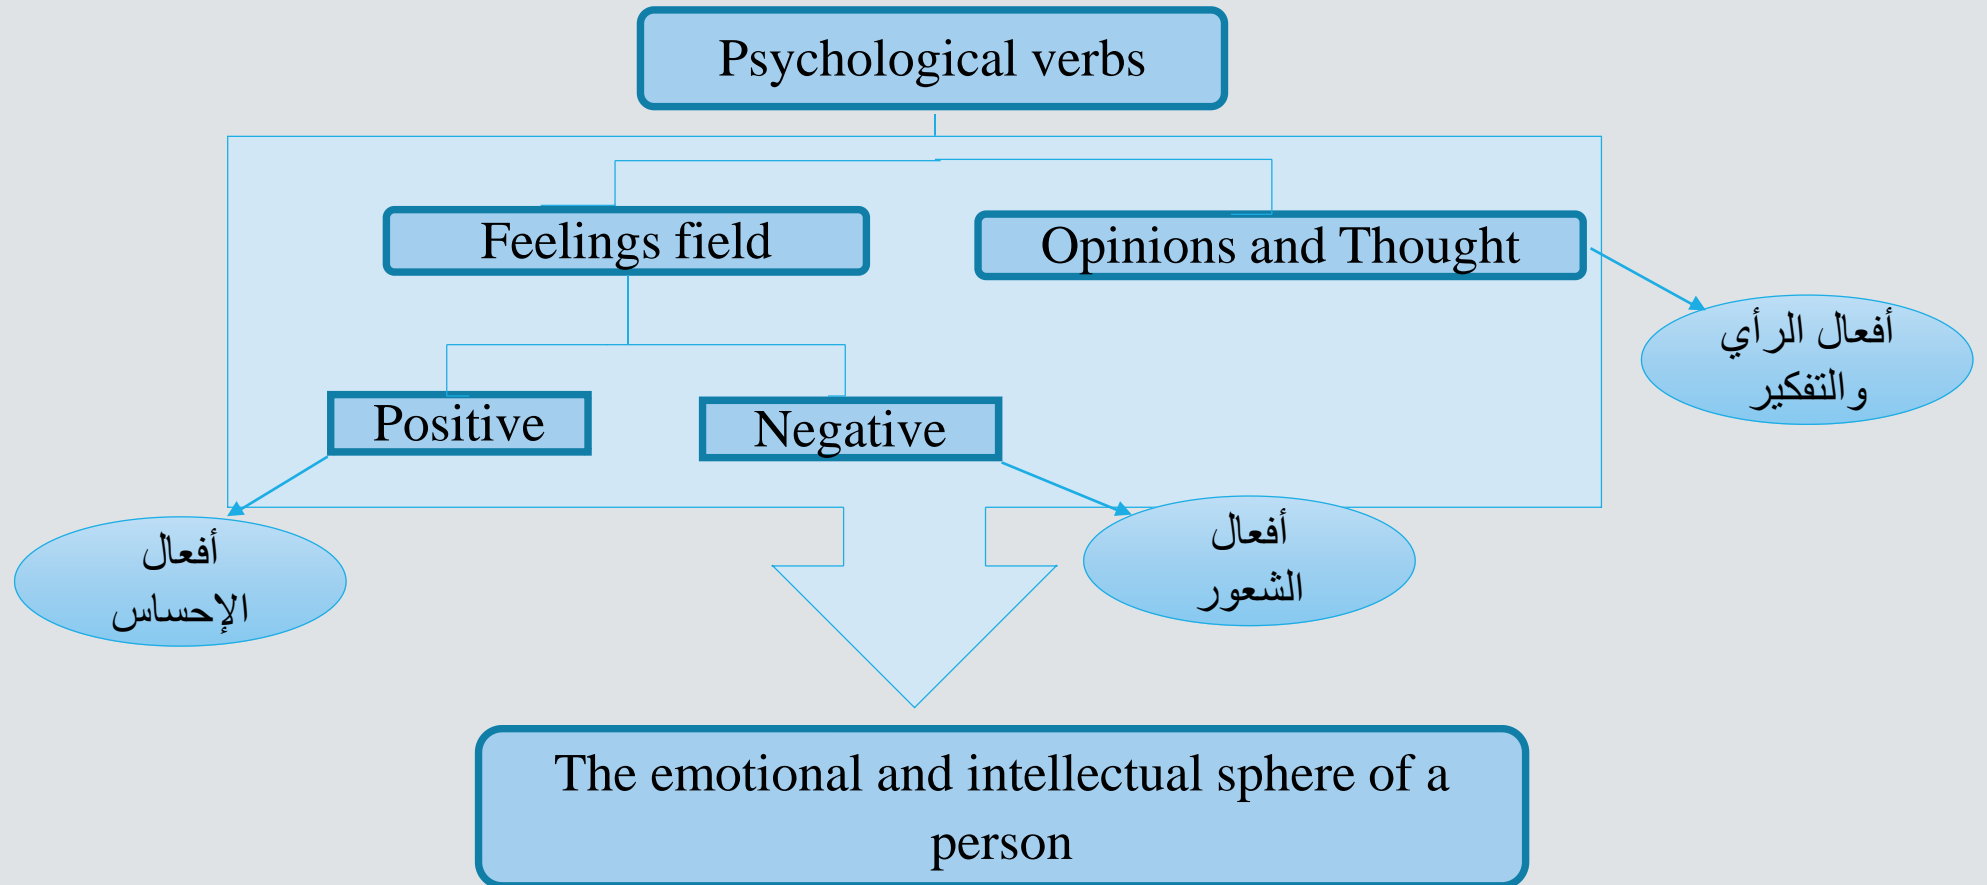 Psychological verbs
Feelings field
Opinions and Thought
أفعال الرأي
والتفكير
Positive
Negative
أفعال
الإحساس
أفعال
الشعور
The emotional and intellectual sphere of a
person